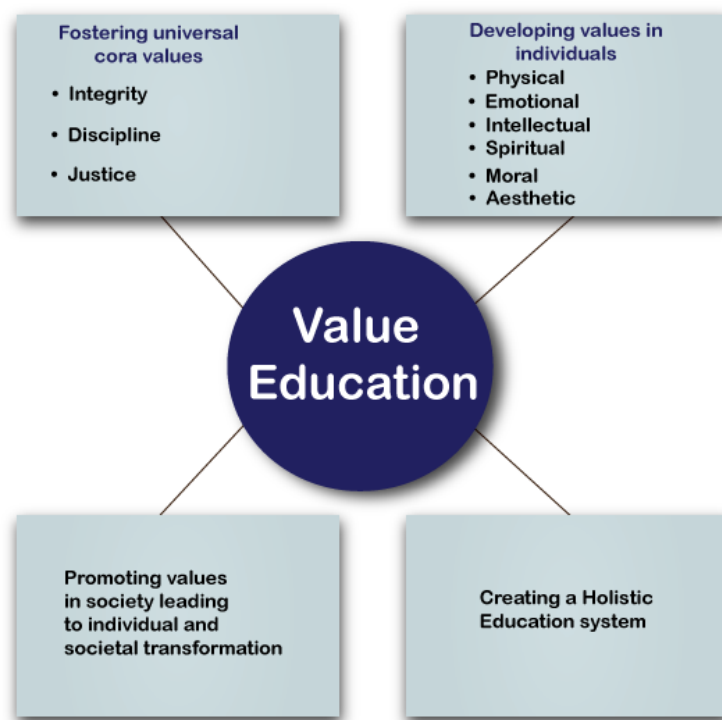 Fostering universal
cora values
• Integrity
• Discipline
• Justice
Developing values in
individuals
• Physical
• Emotional
• Intellectual
• Spiritual
• Moral
• Aesthetic
Value
Education
Promoting values
in society leading
to individual and
societal transformation
Creating a Holistic
Education system